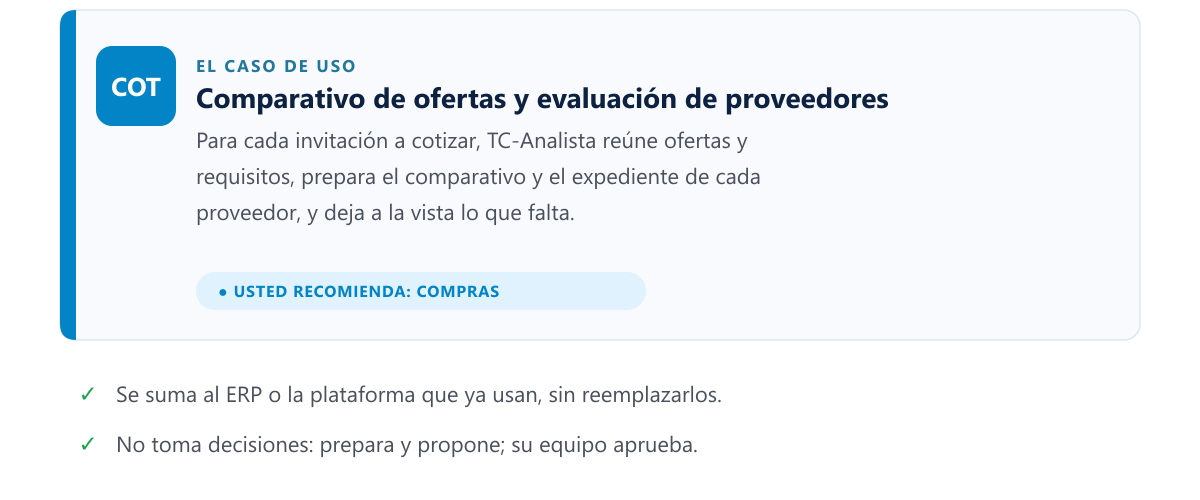 COT
EL CASO DE USO
Comparativo de ofertas y evaluación de proveedores
Para cada invitación a cotizar, TC-Analista reúne ofertas y
requisitos, prepara el comparativo y el expediente de cada
proveedor, y deja a la vista lo que falta.
● USTED RECOMIENDA: COMPRAS
✓ Se suma al ERP o la plataforma que ya usan, sin reemplazarlos.
✓ No toma decisiones: prepara y propone; su equipo aprueba.